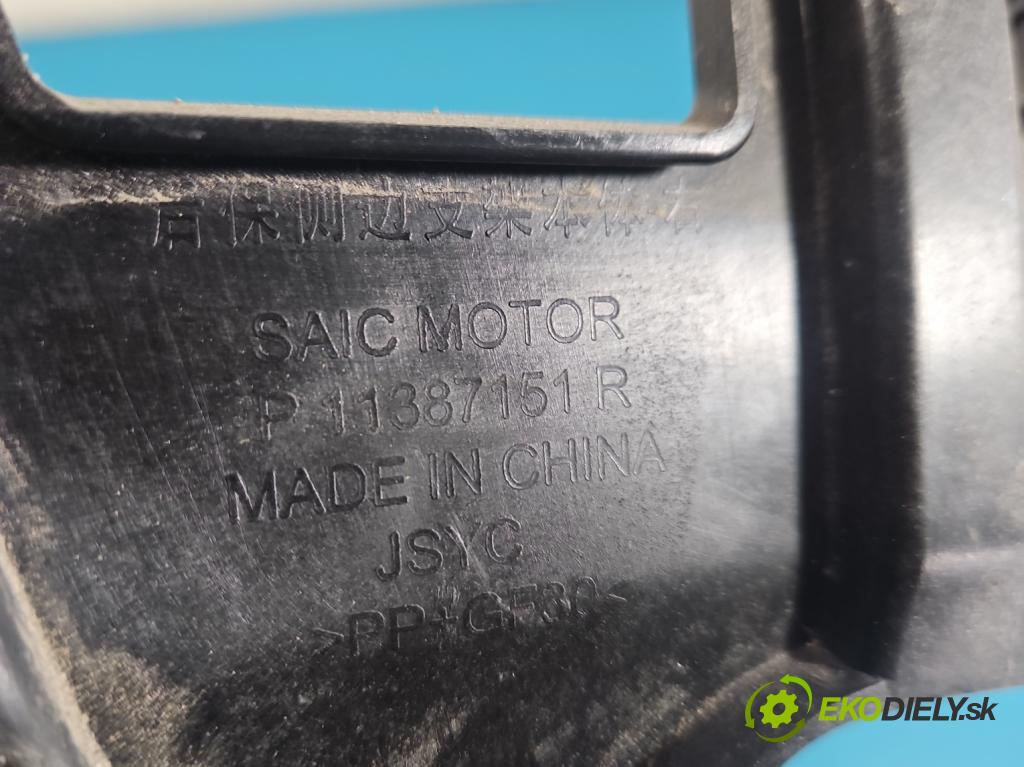 后保侧边支架本体右
SAIC MOTOR
P 11387151 R
MADE IN CHINA
JSYC
>PP+GF30<
EKODIELY.sk